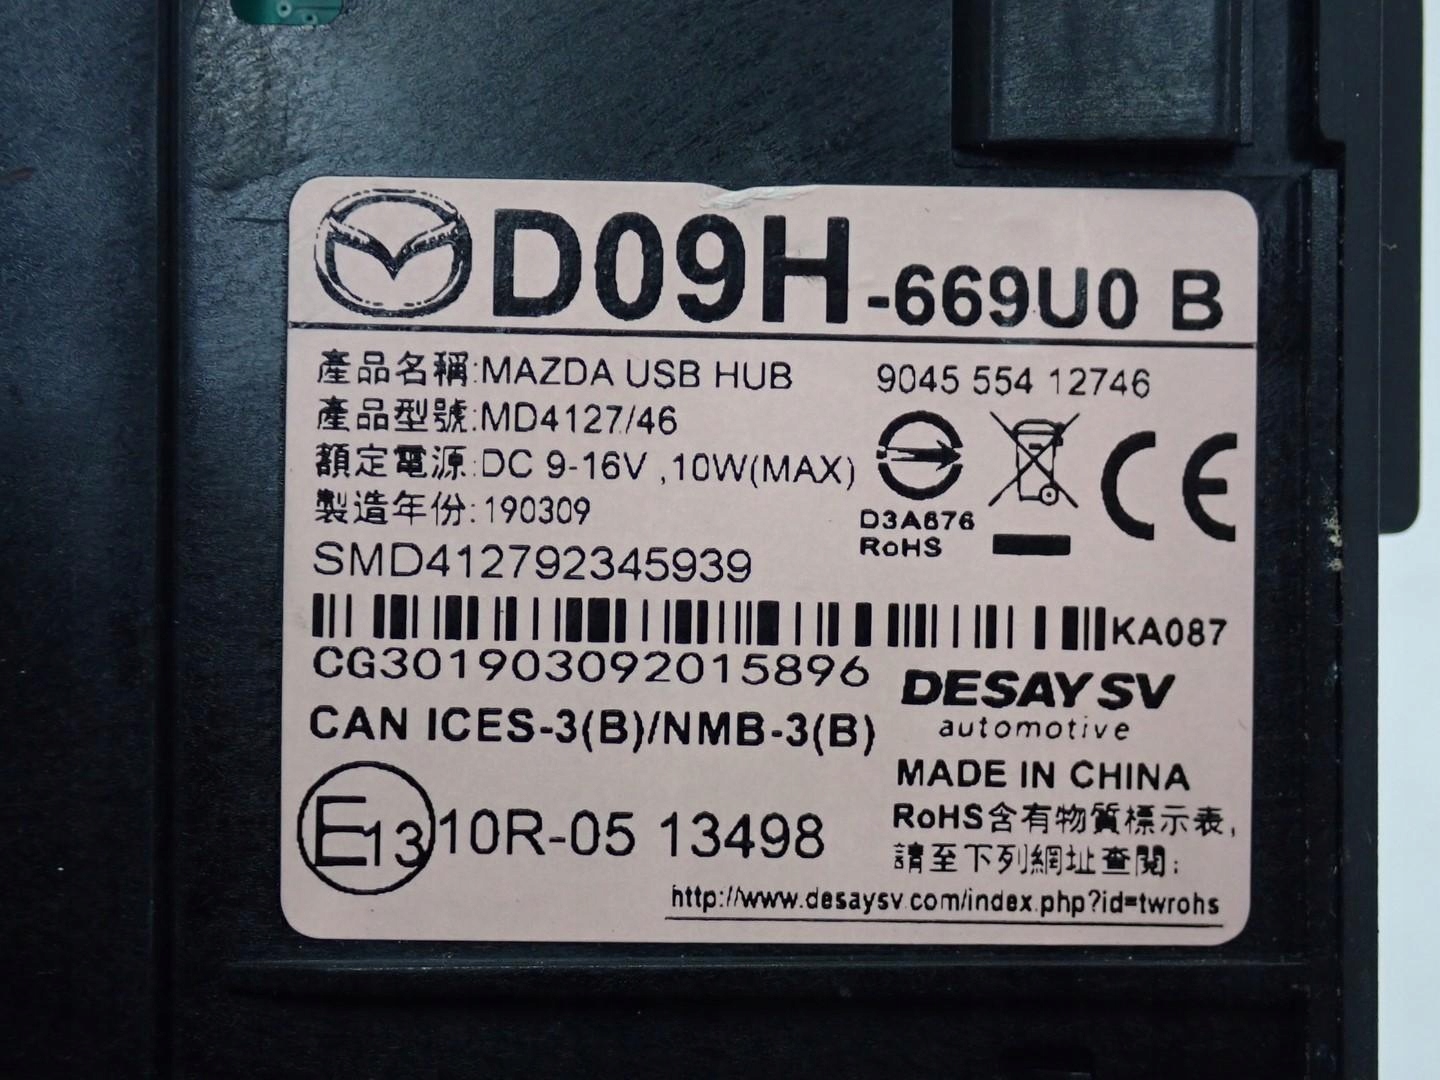 D09H-669U0 B
產品名稱:MAZDA USB HUB
9045 554 12746
產品型號:MD4127/46
額定電源:DC 9-16V ,10W(MAX)
製造年份:190309
D3A676
RoHS
CE
SMD412792345939
KA087
CG301903092015896
DESAY SV
automotive
CAN ICES-3(B)/NMB-3(B)
MADE IN CHINA
E13 10R-05 13498
RoHS含有物質標示表,
請至下列網址查閱:
http://www.desaysv.com/index.php?id=twrohs